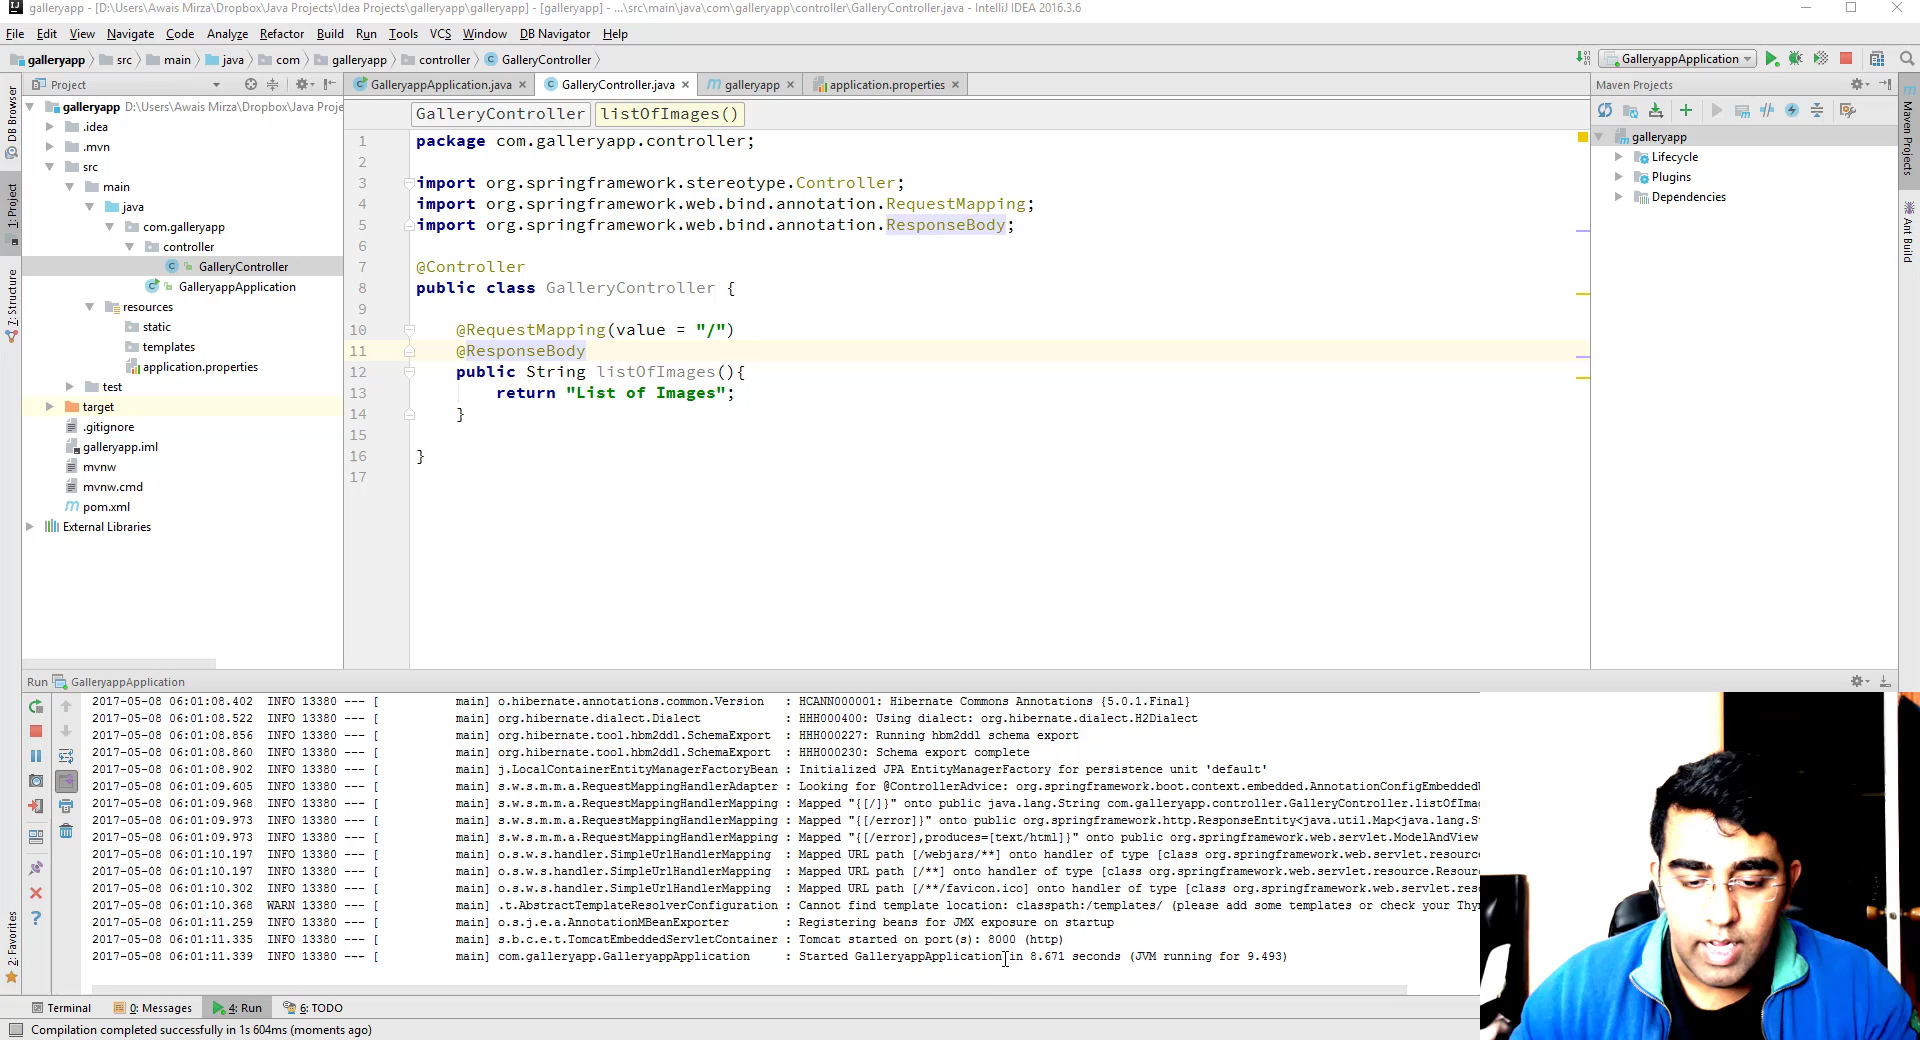 galleryapp - [D:\Users\Awais Mirza\Dropbox\Java Projects\Idea Projects\galleryapp\galleryapp] - [galleryapp] - ...\src\main\java\com\galleryapp\controller\GalleryController.java - IntelliJ IDEA 2016.3.6
File Edit View Navigate Code Analyze Refactor Build Run Tools VCS Window DB Navigator Help
galleryapp src main java com galleryapp controller GalleryController GalleryappApplication
Project GalleryappApplication.java GalleryController.java galleryapp application.properties Maven Projects
DB Browser
1: Project
7: Structure
2: Favorites
galleryapp D:\Users\Awais Mirza\Dropbox\Java Proje
.idea
.mvn
src
main
java
com.galleryapp
controller
GalleryController
GalleryappApplication
resources
static
templates
application.properties
test
target
.gitignore
galleryapp.iml
mvnw
mvnw.cmd
pom.xml
External Libraries
GalleryController listOfImages()
1 package com.galleryapp.controller;
2
3 import org.springframework.stereotype.Controller;
4 import org.springframework.web.bind.annotation.RequestMapping;
5 import org.springframework.web.bind.annotation.ResponseBody;
6
7 @Controller
8 public class GalleryController {
9
10 @RequestMapping(value = "/")
11 @ResponseBody
12 public String listOfImages(){
13 return "List of Images";
14 }
15
16 }
17
galleryapp
Lifecycle
Plugins
Dependencies
Maven Projects
Ant Build
Run GalleryappApplication
2017-05-08 06:01:08.402 INFO 13380 --- [ main] o.hibernate.annotations.common.Version : HCANN000001: Hibernate Commons Annotations {5.0.1.Final}
2017-05-08 06:01:08.522 INFO 13380 --- [ main] org.hibernate.dialect.Dialect : HHH000400: Using dialect: org.hibernate.dialect.H2Dialect
2017-05-08 06:01:08.856 INFO 13380 --- [ main] org.hibernate.tool.hbm2ddl.SchemaExport : HHH000227: Running hbm2ddl schema export
2017-05-08 06:01:08.860 INFO 13380 --- [ main] org.hibernate.tool.hbm2ddl.SchemaExport : HHH000230: Schema export complete
2017-05-08 06:01:08.902 INFO 13380 --- [ main] j.LocalContainerEntityManagerFactoryBean : Initialized JPA EntityManagerFactory for persistence unit 'default'
2017-05-08 06:01:09.605 INFO 13380 --- [ main] s.w.s.m.m.a.RequestMappingHandlerAdapter : Looking for @ControllerAdvice: org.springframework.boot.context.embedded.AnnotationConfigEmbeddedW
2017-05-08 06:01:09.968 INFO 13380 --- [ main] s.w.s.m.m.a.RequestMappingHandlerMapping : Mapped "{[/]}" onto public java.lang.String com.galleryapp.controller.GalleryController.listOfIma
2017-05-08 06:01:09.973 INFO 13380 --- [ main] s.w.s.m.m.a.RequestMappingHandlerMapping : Mapped "{[/error]}" onto public org.springframework.http.ResponseEntity<java.util.Map<java.lang.St
2017-05-08 06:01:09.973 INFO 13380 --- [ main] s.w.s.m.m.a.RequestMappingHandlerMapping : Mapped "{[/error],produces=[text/html]}" onto public org.springframework.web.servlet.ModelAndView
2017-05-08 06:01:10.197 INFO 13380 --- [ main] o.s.w.s.handler.SimpleUrlHandlerMapping : Mapped URL path [/webjars/**] onto handler of type [class org.springframework.web.servlet.resource
2017-05-08 06:01:10.197 INFO 13380 --- [ main] o.s.w.s.handler.SimpleUrlHandlerMapping : Mapped URL path [/**] onto handler of type [class org.springframework.web.servlet.resource.Resour
2017-05-08 06:01:10.302 INFO 13380 --- [ main] o.s.w.s.handler.SimpleUrlHandlerMapping : Mapped URL path [/**/favicon.ico] onto handler of type [class org.springframework.web.servlet.res
2017-05-08 06:01:10.368 WARN 13380 --- [ main] .t.AbstractTemplateResolverConfiguration : Cannot find template location: classpath:/templates/ (please add some templates or check your Thy
2017-05-08 06:01:11.259 INFO 13380 --- [ main] o.s.j.e.a.AnnotationMBeanExporter : Registering beans for JMX exposure on startup
2017-05-08 06:01:11.335 INFO 13380 --- [ main] s.b.c.e.t.TomcatEmbeddedServletContainer : Tomcat started on port(s): 8000 (http)
2017-05-08 06:01:11.339 INFO 13380 --- [ main] com.galleryapp.GalleryappApplication : Started GalleryappApplication in 8.671 seconds (JVM running for 9.493)
Terminal 0: Messages 4: Run 6: TODO
Compilation completed successfully in 1s 604ms (moments ago)